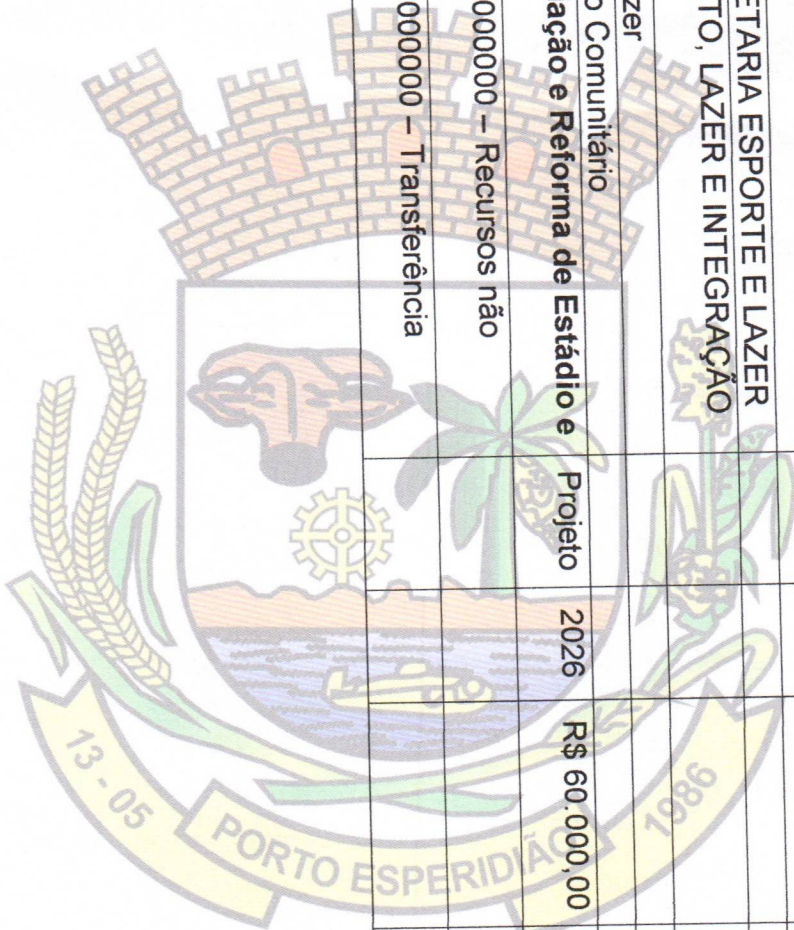 ETARIA ESPORTE E LAZER
TO, LAZER E INTEGRAÇÃO
zer
o Comunitário
ação e Reforma de Estádio e Projeto 2026 R$ 60.000,00
000000 – Recursos não
000000 – Transferência
13 - 05
PORTO ESPERIDIÃO
1986